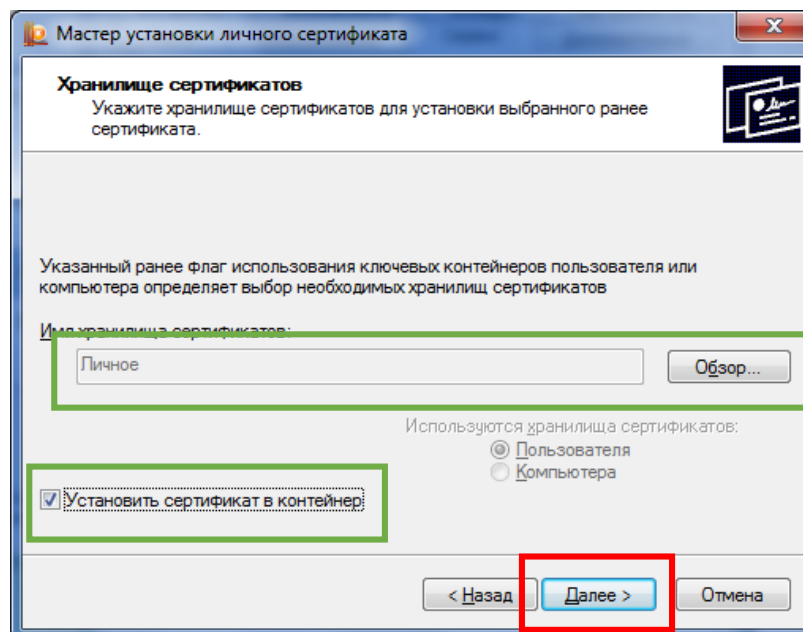 Мастер установки личного сертификата
Хранилище сертификатов
Укажите хранилище сертификатов для установки выбранного ранее
сертификата.
Указанный ранее флаг использования ключевых контейнеров пользователя или
компьютера определяет выбор необходимых хранилищ сертификатов
Имя хранилища сертификатов:
Личное
Обзор...
Используются хранилища сертификатов:
Пользователя
Компьютера
Установить сертификат в контейнер
< Назад
Далее >
Отмена